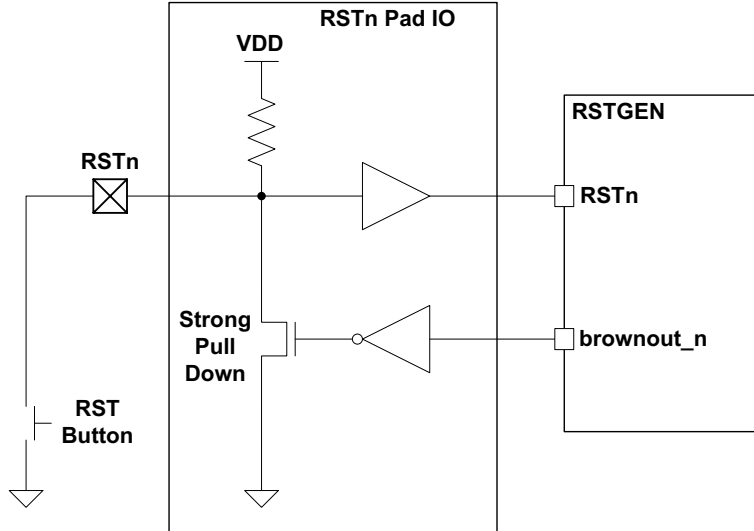 RSTn Pad IO
VDD
RSTGEN
RSTn
RSTn
Strong
Pull
Down
brownout_n
RST
Button